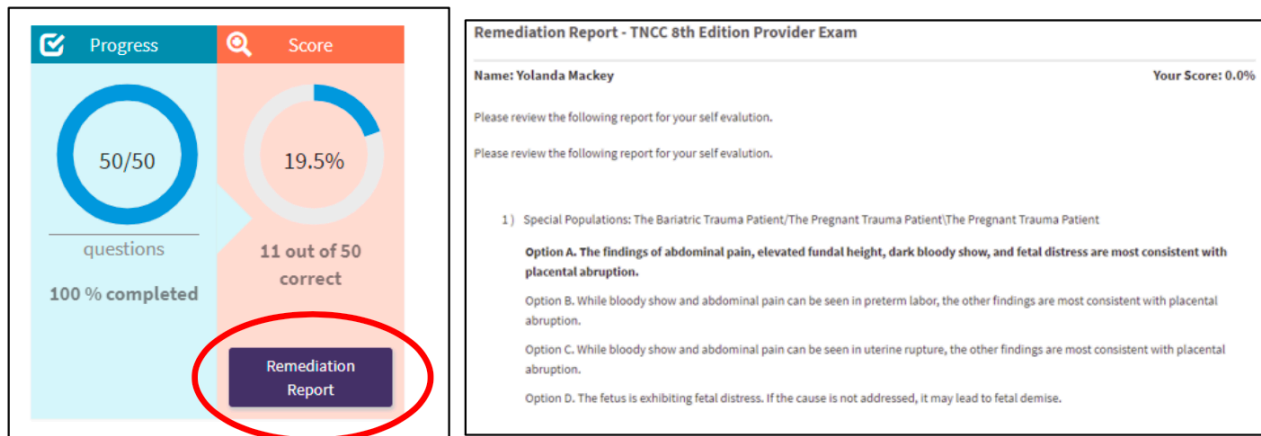 Progress
Score
50/50
19.5%
questions
11 out of 50
correct
100 % completed
Remediation
Report
Remediation Report - TNCC 8th Edition Provider Exam
Name: Yolanda Mackey
Your Score: 0.0%
Please review the following report for your self evalution.
Please review the following report for your self evalution.
1) Special Populations: The Bariatric Trauma Patient/The Pregnant Trauma Patient\The Pregnant Trauma Patient
Option A. The findings of abdominal pain, elevated fundal height, dark bloody show, and fetal distress are most consistent with
placental abruption.
Option B. While bloody show and abdominal pain can be seen in preterm labor, the other findings are most consistent with placental
abruption.
Option C. While bloody show and abdominal pain can be seen in uterine rupture, the other findings are most consistent with placental
abruption.
Option D. The fetus is exhibiting fetal distress. If the cause is not addressed, it may lead to fetal demise.